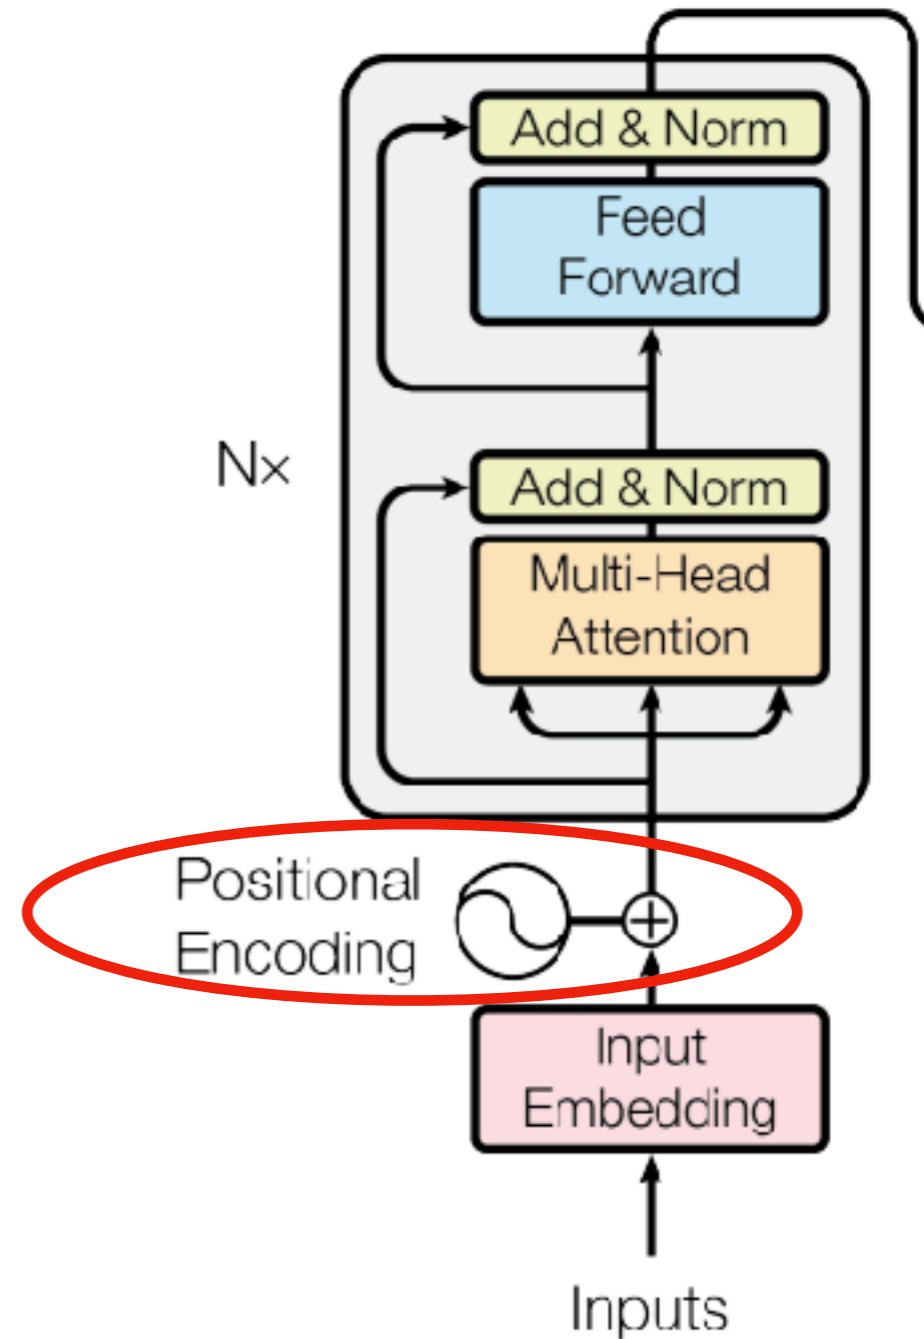 Add & Norm
Feed
Forward
Nx
Add & Norm
Multi-Head
Attention
Positional
Encoding
Input
Embedding
Inputs